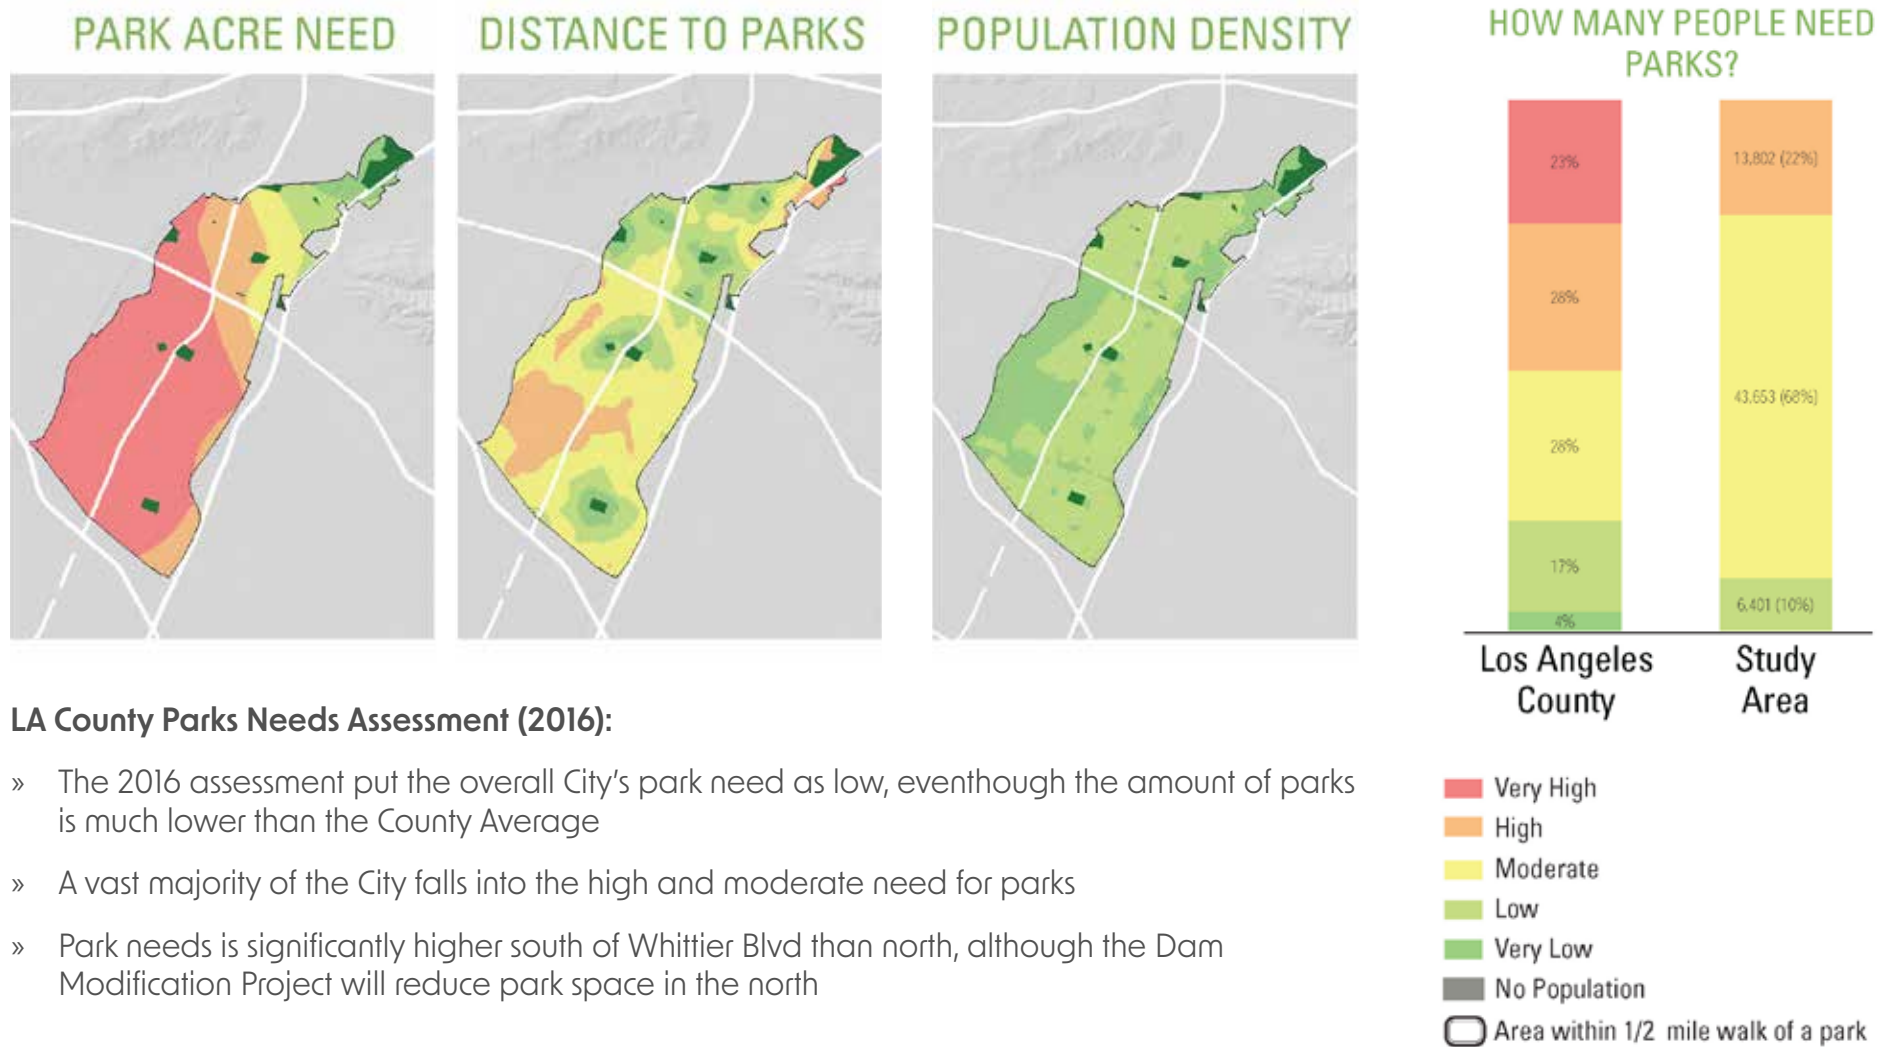 PARK ACRE NEED
DISTANCE TO PARKS
POPULATION DENSITY
HOW MANY PEOPLE NEED
PARKS?
23%
28%
28%
17%
4%
13,802 (22%)
43,653 (68%)
6,401 (10%)
Los Angeles
County
Study
Area
LA County Parks Needs Assessment (2016):
» The 2016 assessment put the overall City's park need as low, eventhough the amount of parks
is much lower than the County Average
» A vast majority of the City falls into the high and moderate need for parks
» Park needs is significantly higher south of Whittier Blvd than north, although the Dam
Modification Project will reduce park space in the north
Very High
High
Moderate
Low
Very Low
No Population
Area within 1/2 mile walk of a park